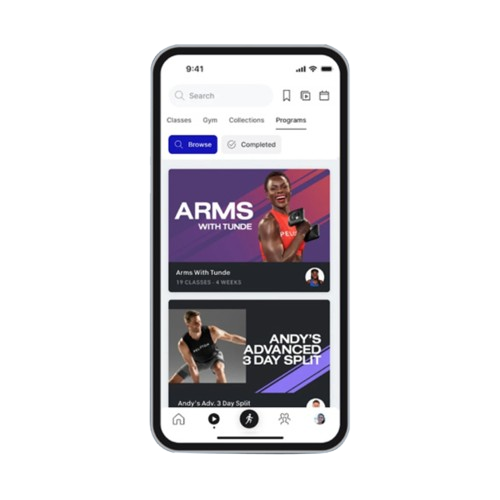 9:41
Search
Classes Gym Collections Programs
Browse Completed
ARMS
WITH TUNDE
Arms With Tunde
19 CLASSES · 4 WEEKS
ANDY'S
ADVANCED
3 DAY SPLIT
Andy's Adv. 3 Day Split